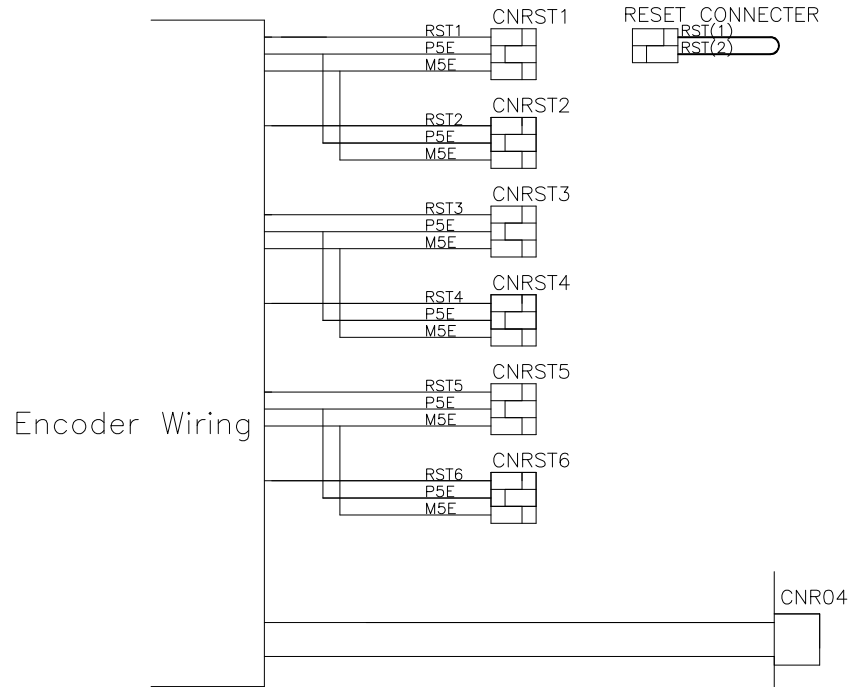 CNRST1
RST1
P5E
M5E
RESET CONNECTER
RST(1)
RST(2)
CNRST2
RST2
P5E
M5E
CNRST3
RST3
P5E
M5E
CNRST4
RST4
P5E
M5E
CNRST5
RST5
P5E
M5E
Encoder Wiring
CNRST6
RST6
P5E
M5E
CNR04